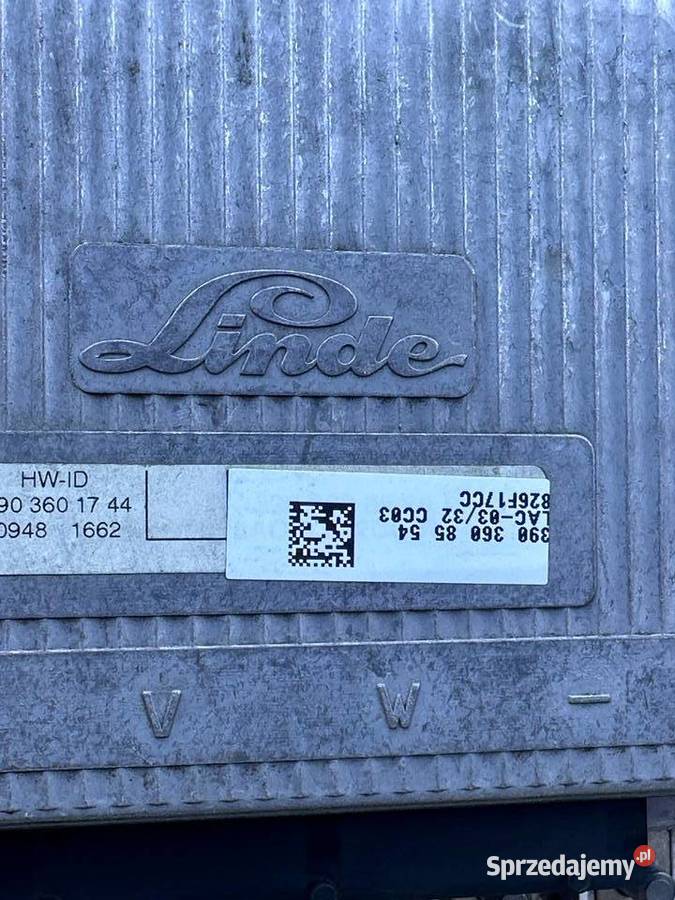 Linde
HW-ID
90 360 17 44
0948 1662
390 360 85 54
LAC-03/32 CC03
B26F17CC
V W -
Sprzedajemy.pl